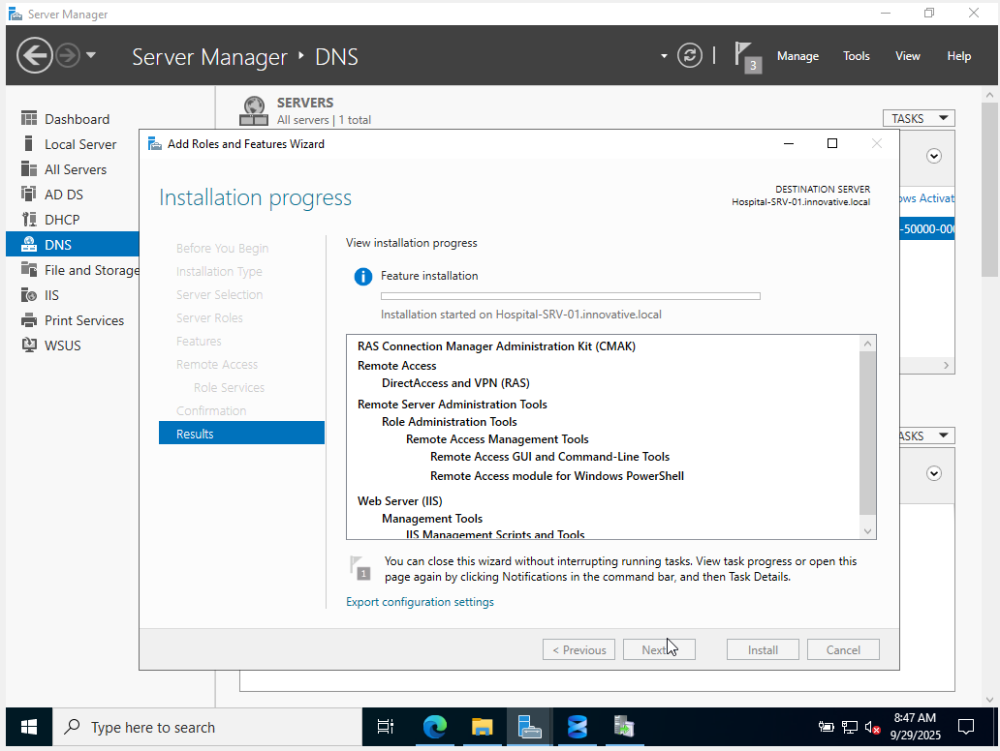 Server Manager
Server Manager
DNS
3
Manage
Tools
View
Help
Dashboard
Local Server
All Servers
AD DS
DHCP
DNS
File and Storage
IIS
Print Services
WSUS
SERVERS
All servers | 1 total
TASKS
Activat
-50000-000
Add Roles and Features Wizard
Installation progress
DESTINATION SERVER
Hospital-SRV-01.innovative.local
Before You Begin
Installation Type
Server Selection
Server Roles
Features
Remote Access
Role Services
Confirmation
Results
View installation progress
Feature installation
Installation started on Hospital-SRV-01.innovative.local
RAS Connection Manager Administration Kit (CMAK)
Remote Access
DirectAccess and VPN (RAS)
Remote Server Administration Tools
Role Administration Tools
Remote Access Management Tools
Remote Access GUI and Command-Line Tools
Remote Access module for Windows PowerShell
Web Server (IIS)
Management Tools
IIS Management Scripts and Tools
1
You can close this wizard without interrupting running tasks. View task progress or open this
page again by clicking Notifications in the command bar, and then Task Details.
Export configuration settings
< Previous
Next
Install
Cancel
ASKS
Type here to search
8:47 AM
9/29/2025